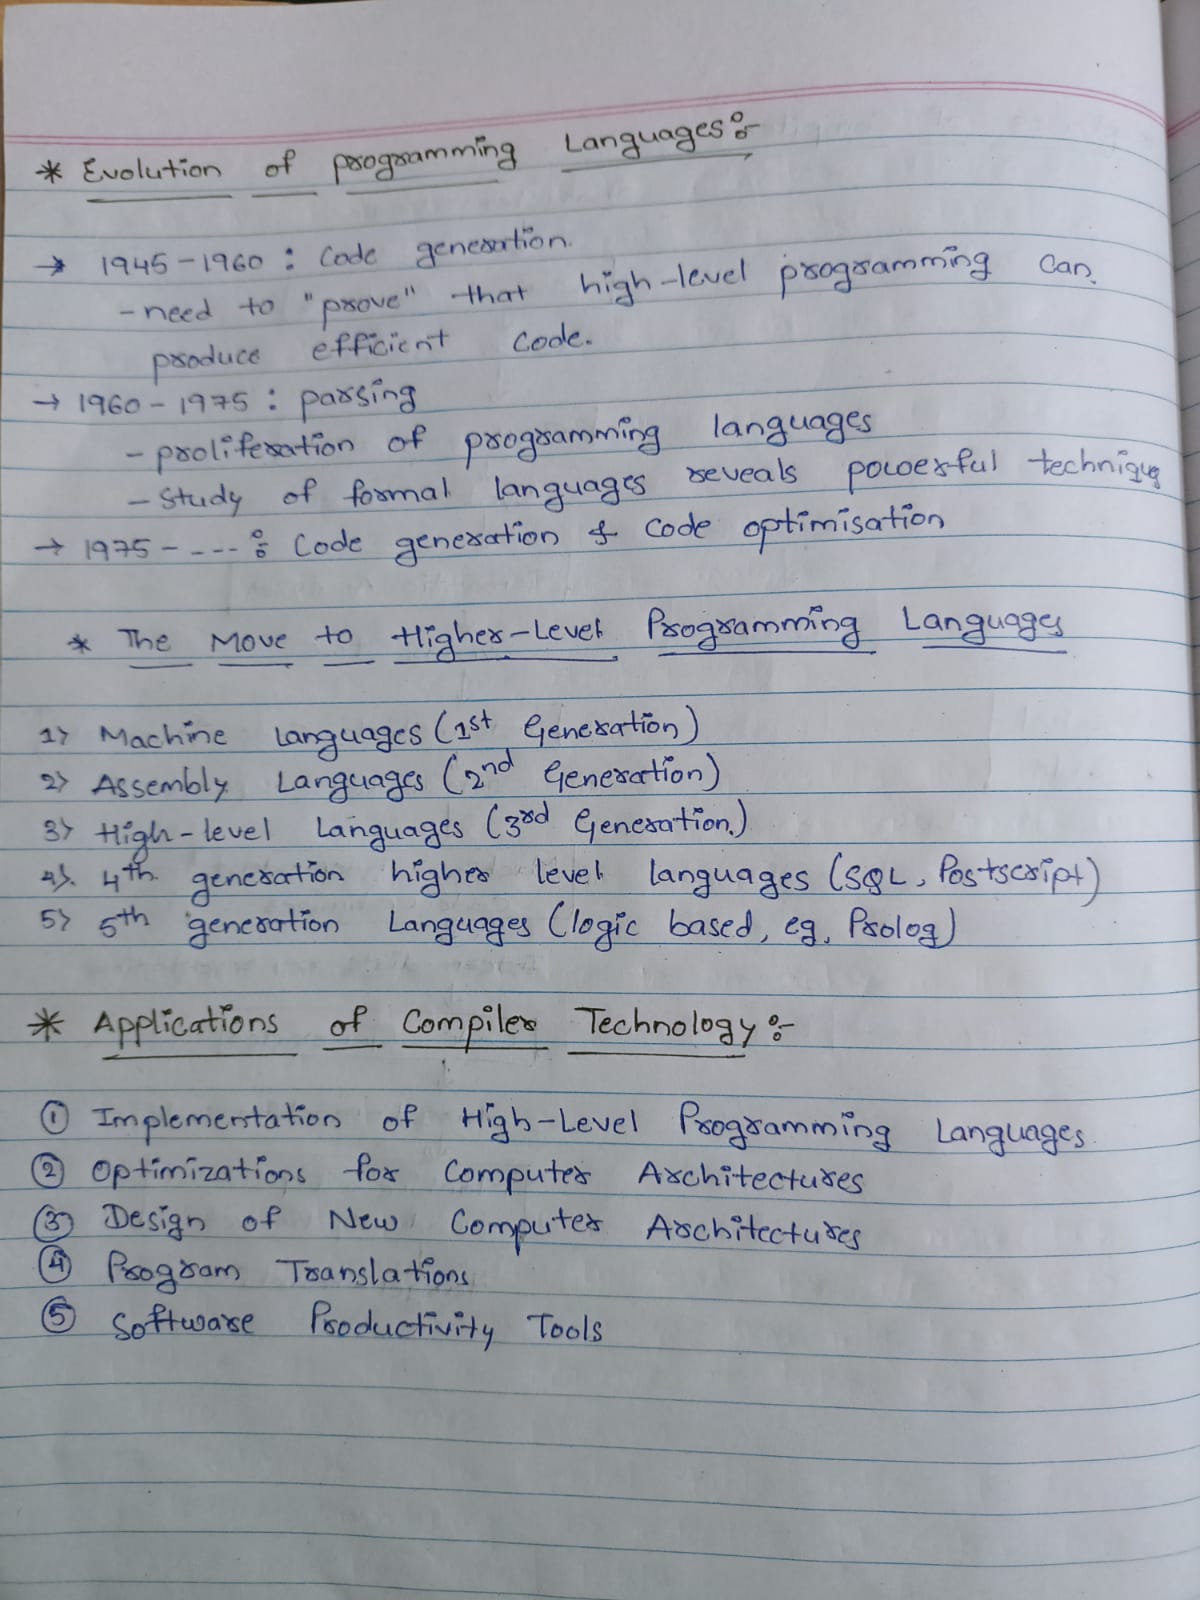 * Evolution of programming Languages :-
→ 1945-1960 : Code generation.
- need to "prove" that high-level programming can
produce efficient code.
→ 1960 - 1975 : parsing
- proliferation of programming languages
- Study of formal languages reveals powerful technique
→ 1975 - ---- : Code generation & Code optimisation
* The Move to Higher-Level Programming Languages
1) Machine Languages (1st Generation)
2) Assembly Languages (2nd Generation)
3) High-level Languages (3rd Generation)
4) 4th generation higher level languages (SQL, Postscript)
5) 5th generation Languages (logic based, eg, Prolog)
* Applications of Compiler Technology :-
① Implementation of High-Level Programming Languages
② Optimizations for Computer Architectures
③ Design of New Computer Architectures
④ Program Translations
⑤ Software Productivity Tools